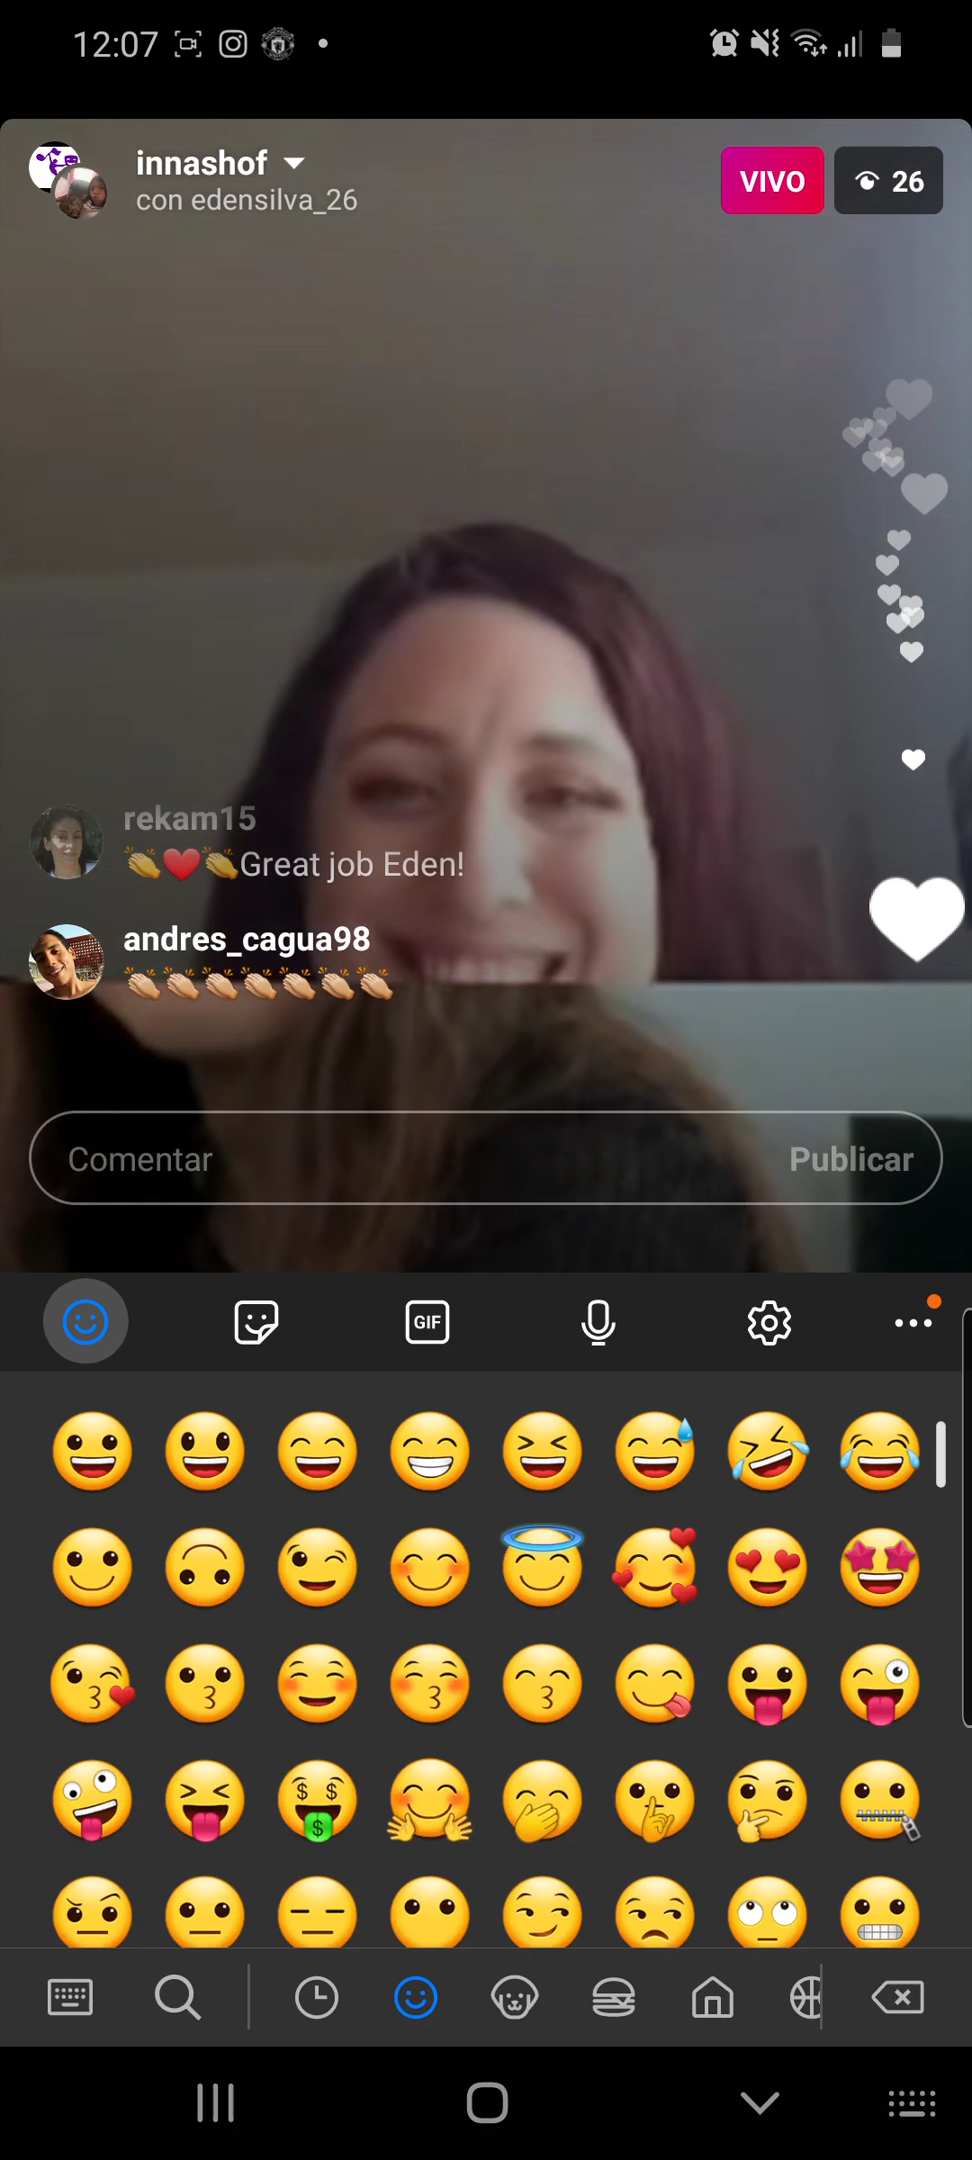 12:07
innashof
con edensilva_26
VIVO
26
rekam15
👏❤️👏Great job Eden!
andres_cagua98
👏🏻👏🏻👏🏻👏🏻👏🏻👏🏻👏🏻
Comentar
Publicar
GIF